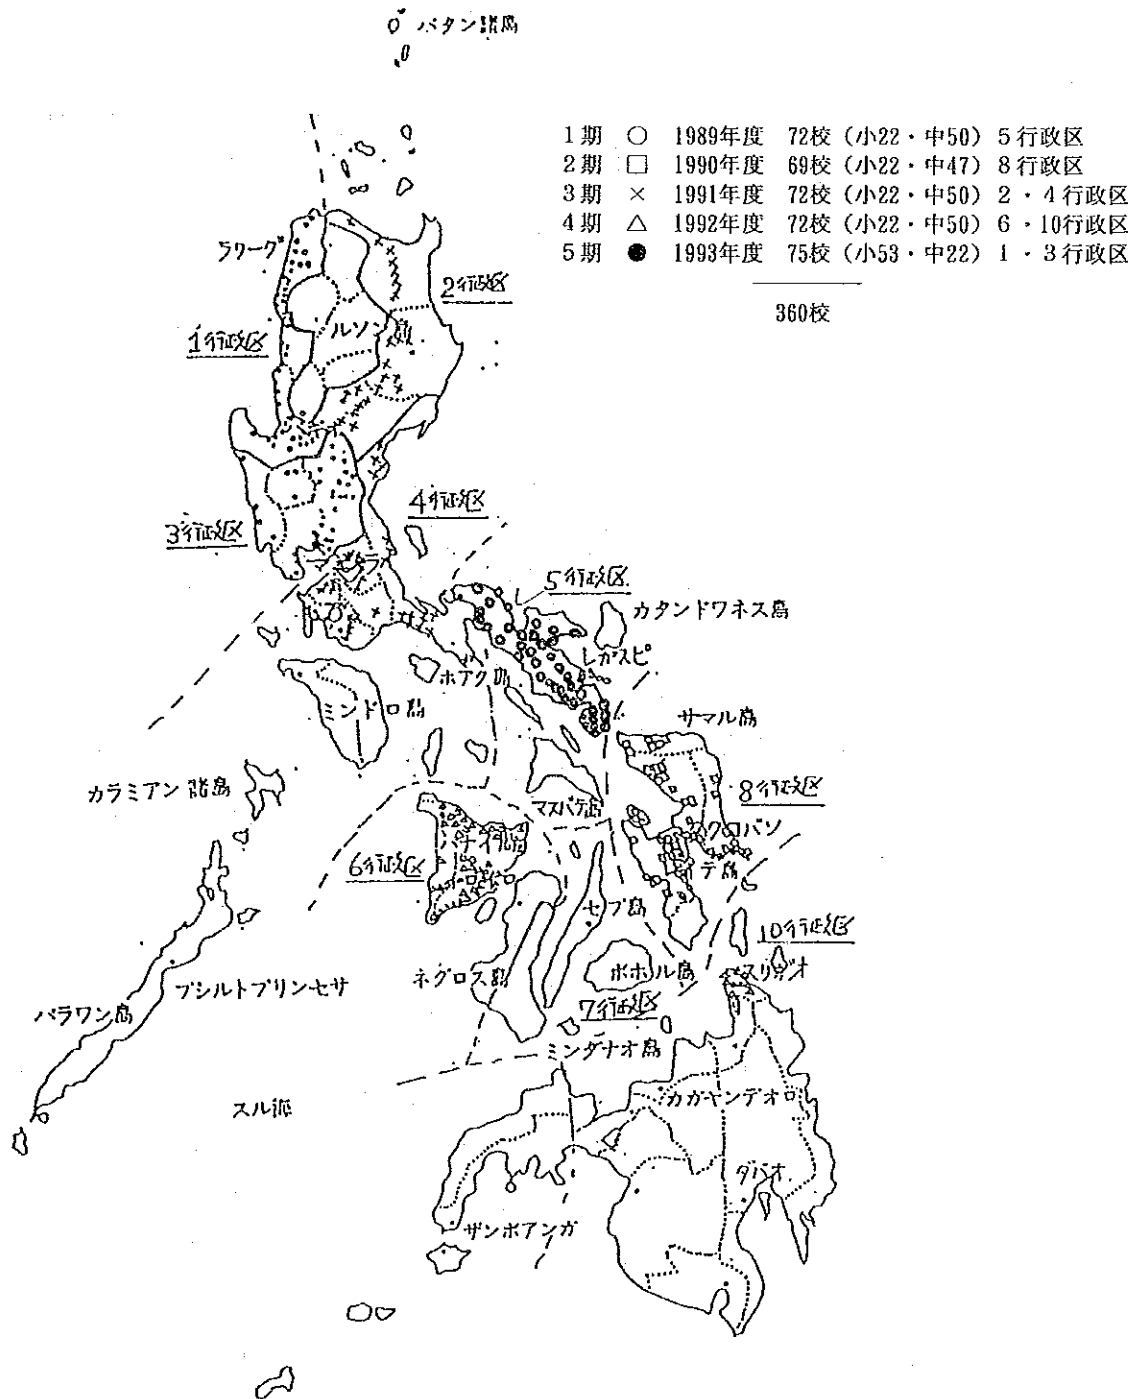 バタン諸島
1期 ○ 1989年度 72校（小22・中50）5行政区
2期 □ 1990年度 69校（小22・中47）8行政区
3期 × 1991年度 72校（小22・中50）2・4行政区
4期 △ 1992年度 72校（小22・中50）6・10行政区
5期 ● 1993年度 75校（小53・中22）1・3行政区
360校
ラワーグ
2行政区
ルソン島
1行政区
4行政区
3行政区
5行政区
カタンドワネス島
レガスピ
ホアク島
ミンドロ島
サマル島
カラミアン諸島
8行政区
マスバテ島
タクロバン
パナイ島
6行政区
イロイロ
レイテ島
セブ島
10行政区
ネグロス島
ボホール島
スリガオ
プシルトプリンセサ
7行政区
パラワン島
ミンダナオ島
スル派
カガヤンデオロ
ダバオ
ザンボアンガ